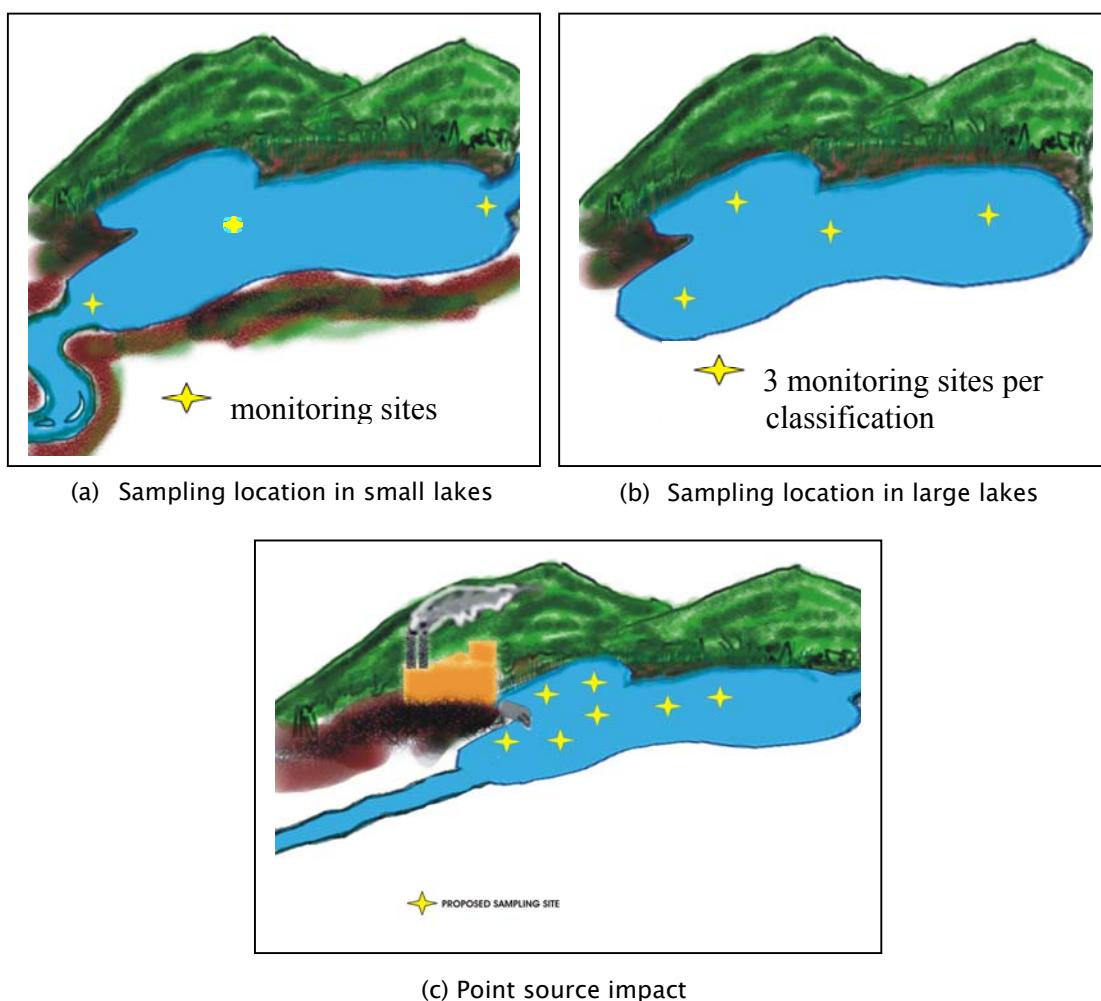 monitoring sites
3 monitoring sites per
classification
(a) Sampling location in small lakes
(b) Sampling location in large lakes
PROPOSED SAMPLING SITE
(c) Point source impact